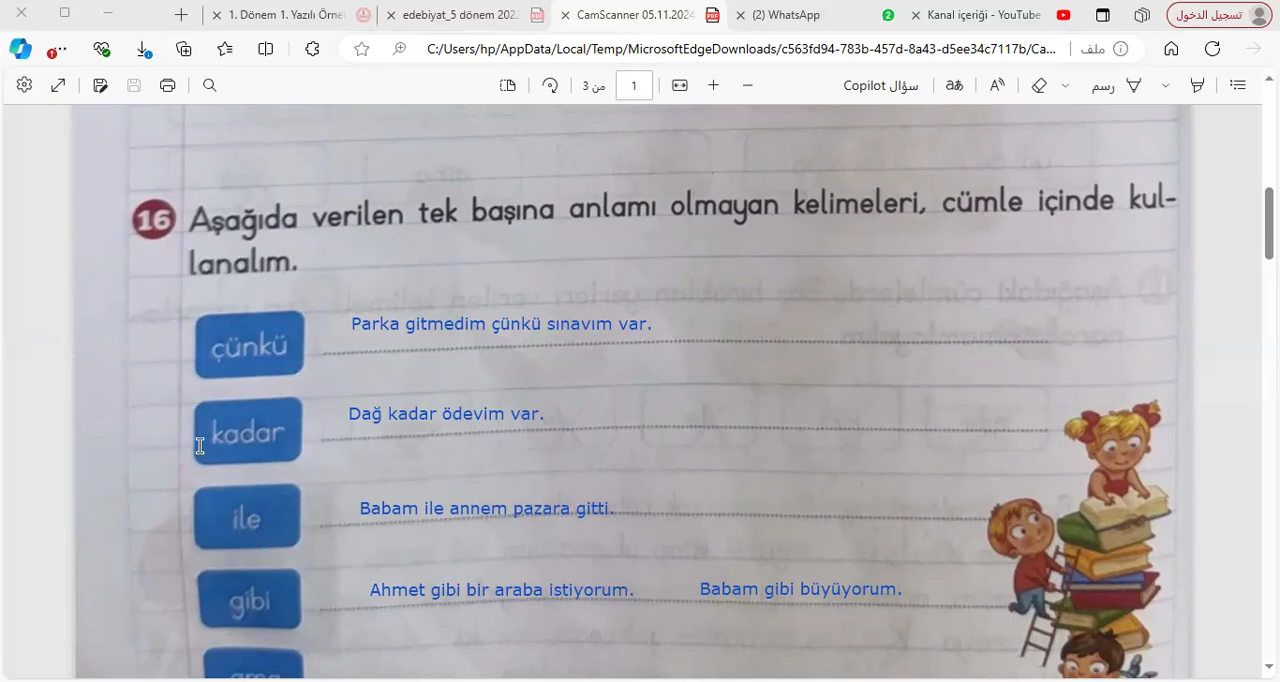 1. Dönem 1. Yazılı Örne
edebiyat_5 dönem 202
CamScanner 05.11.2024
(2) WhatsApp
2
Kanal içeriği - YouTube
تسجيل الدخول
C:/Users/hp/AppData/Local/Temp/MicrosoftEdgeDownloads/c563fd94-783b-457d-8a43-d5ee34c7117b/Ca...
ملف
3 من
1
سؤال Copilot
رسم
16 Aşağıda verilen tek başına anlamı olmayan kelimeleri, cümle içinde kul-
lanalım.
çünkü
Parka gitmedim çünkü sınavım var.
kadar
Dağ kadar ödevim var.
ile
Babam ile annem pazara gitti.
gibi
Ahmet gibi bir araba istiyorum. Babam gibi büyüyorum.
ama